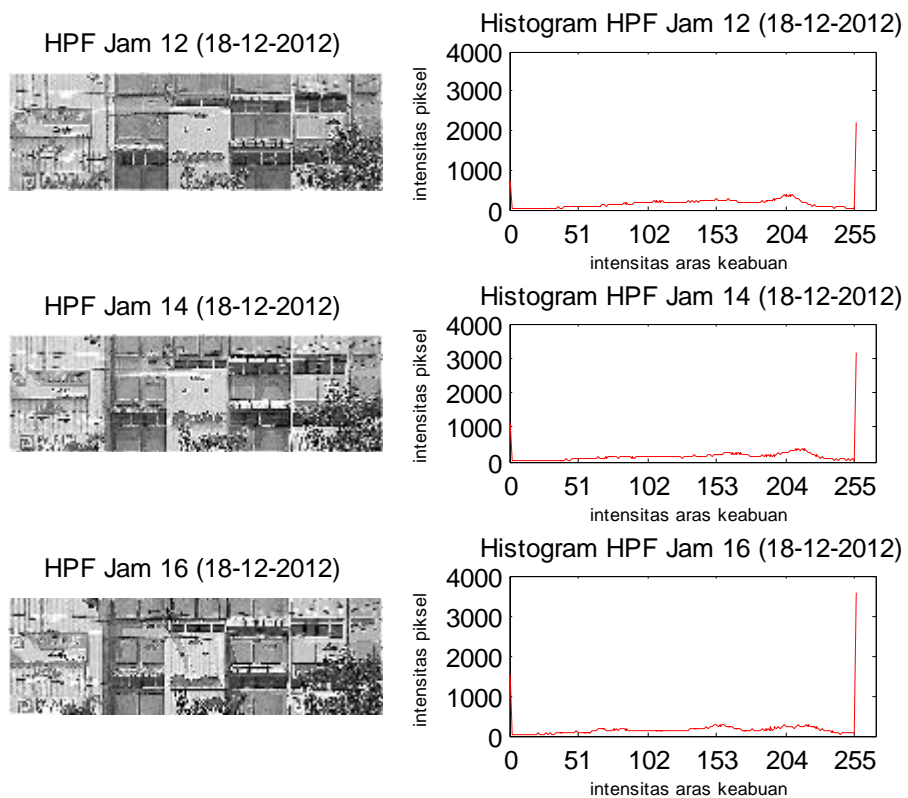 HPF Jam 12 (18-12-2012)
Histogram HPF Jam 12 (18-12-2012)
intensitas piksel
4000
3000
2000
1000
0
0 51 102 153 204 255
intensitas aras keabuan
HPF Jam 14 (18-12-2012)
Histogram HPF Jam 14 (18-12-2012)
intensitas piksel
4000
3000
2000
1000
0
0 51 102 153 204 255
intensitas aras keabuan
HPF Jam 16 (18-12-2012)
Histogram HPF Jam 16 (18-12-2012)
intensitas piksel
4000
3000
2000
1000
0
0 51 102 153 204 255
intensitas aras keabuan